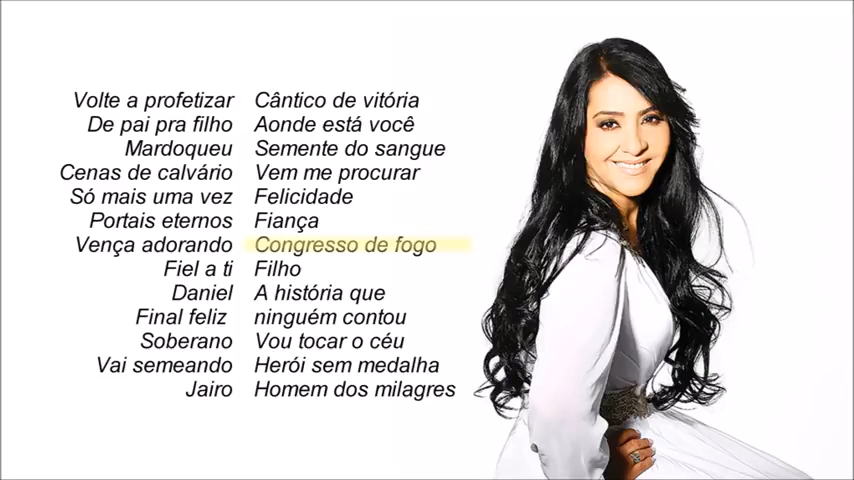 Volte a profetizar
De pai pra filho
Mardoqueu
Cenas de calvário
Só mais uma vez
Portais eternos
Vença adorando
Fiel a ti
Daniel
Final feliz
Soberano
Vai semeando
Jairo
Cântico de vitória
Aonde está você
Semente do sangue
Vem me procurar
Felicidade
Fiança
Congresso de fogo
Filho
A história que
ninguém contou
Vou tocar o céu
Herói sem medalha
Homem dos milagres